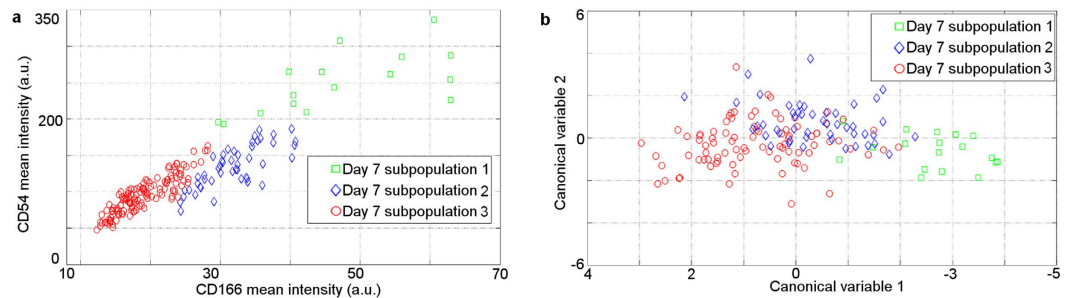 a
350
200
0
CD54 mean intensity (a.u.)
Day 7 subpopulation 1
Day 7 subpopulation 2
Day 7 subpopulation 3
10 30 50 70
CD166 mean intensity (a.u.)
b
6
0
-6
Canonical variable 2
Day 7 subpopulation 1
Day 7 subpopulation 2
Day 7 subpopulation 3
4 2 0 -3 -5
Canonical variable 1